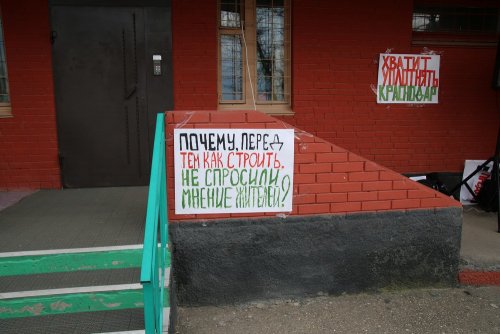 ПОЧЕМУ, ПЕРЕД
ТЕМ КАК СТРОИТЬ,
НЕ СПРОСИЛИ
МНЕНИЕ ЖИТЕЛЕЙ?
ХВАТИТ
УПЛОТНЯТЬ
КРАСНОДАР